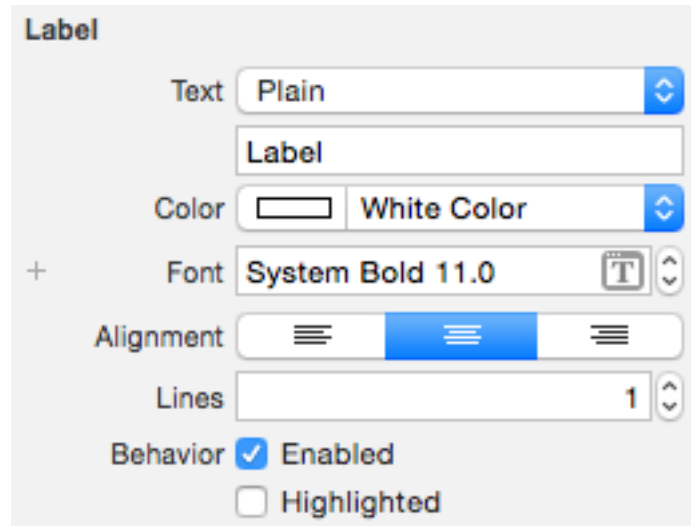 Label
Text Plain
Label
Color White Color
+ Font System Bold 11.0 T
Alignment
Lines 1
Behavior Enabled
Highlighted